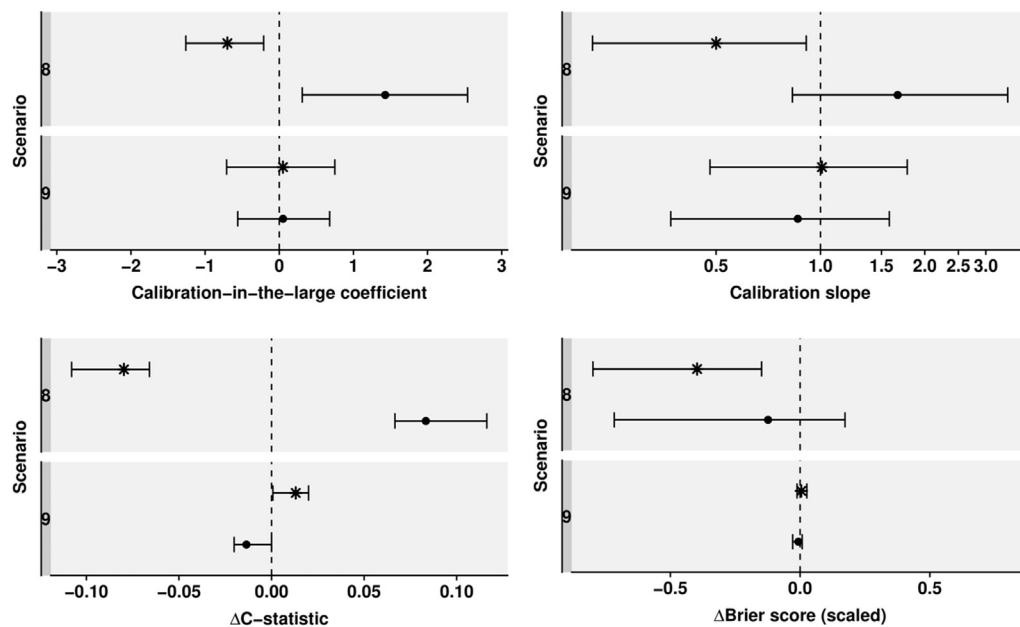 Scenario
8
9
−3 −2 −1 0 1 2 3
Calibration−in−the−large coefficient
Scenario
8
9
0.5 1.0 1.5 2.0 2.5 3.0
Calibration slope
Scenario
8
9
−0.10 −0.05 0.00 0.05 0.10
ΔC−statistic
Scenario
8
9
−0.5 0.0 0.5
ΔBrier score (scaled)